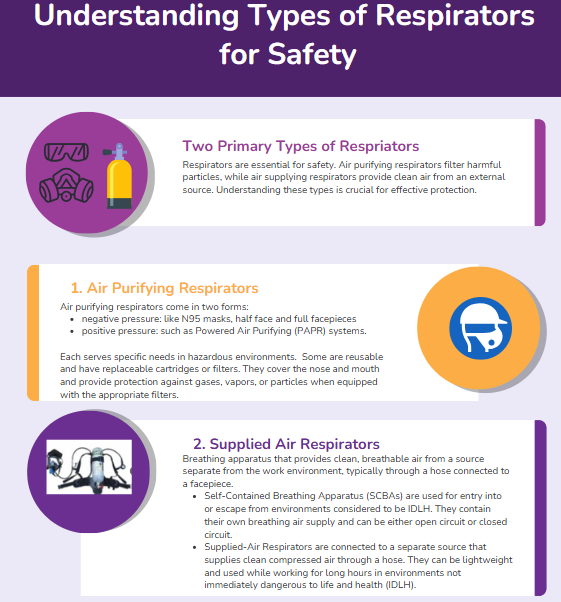 Understanding Types of Respirators
for Safety
Two Primary Types of Respriators
Respirators are essential for safety. Air purifying respirators filter harmful
particles, while air supplying respirators provide clean air from an external
source. Understanding these types is crucial for effective protection.
1. Air Purifying Respirators
Air purifying respirators come in two forms:
• negative pressure: like N95 masks, half face and full facepieces
• positive pressure: such as Powered Air Purifying (PAPR) systems.
Each serves specific needs in hazardous environments.  Some are reusable
and have replaceable cartridges or filters. They cover the nose and mouth
and provide protection against gases, vapors, or particles when equipped
with the appropriate filters.
2. Supplied Air Respirators
Breathing apparatus that provides clean, breathable air from a source
separate from the work environment, typically through a hose connected to
a facepiece.
• Self-Contained Breathing Apparatus (SCBAs) are used for entry into
or escape from environments considered to be IDLH. They contain
their own breathing air supply and can be either open circuit or closed
circuit.
• Supplied-Air Respirators are connected to a separate source that
supplies clean compressed air through a hose. They can be lightweight
and used while working for long hours in environments not
immediately dangerous to life and health (IDLH).